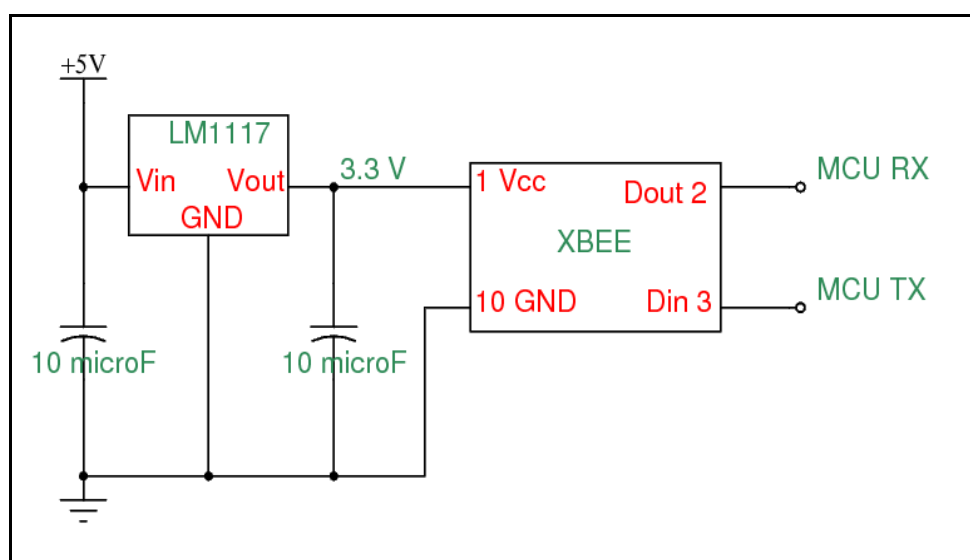 +5V
LM1117
Vin
Vout
GND
3.3 V
1 Vcc
Dout 2
XBEE
10 GND
Din 3
MCU RX
MCU TX
10 microF
10 microF